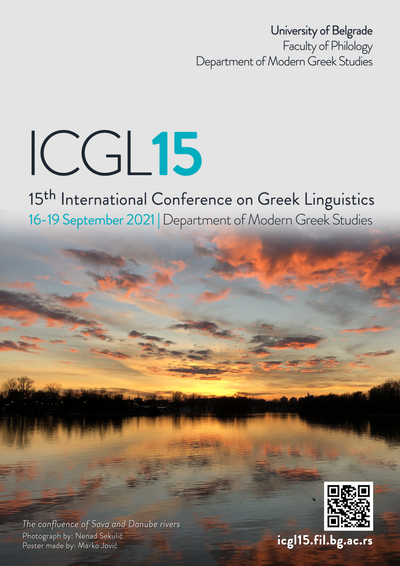 University of Belgrade
Faculty of Philology
Department of Modern Greek Studies
ICGL15
15th International Conference on Greek Linguistics
16-19 September 2021 | Department of Modern Greek Studies
The confluence of Sava and Danube rivers
Photograph by: Nenad Sekulić
Poster made by: Marko Jović
icgl15.fil.bg.ac.rs